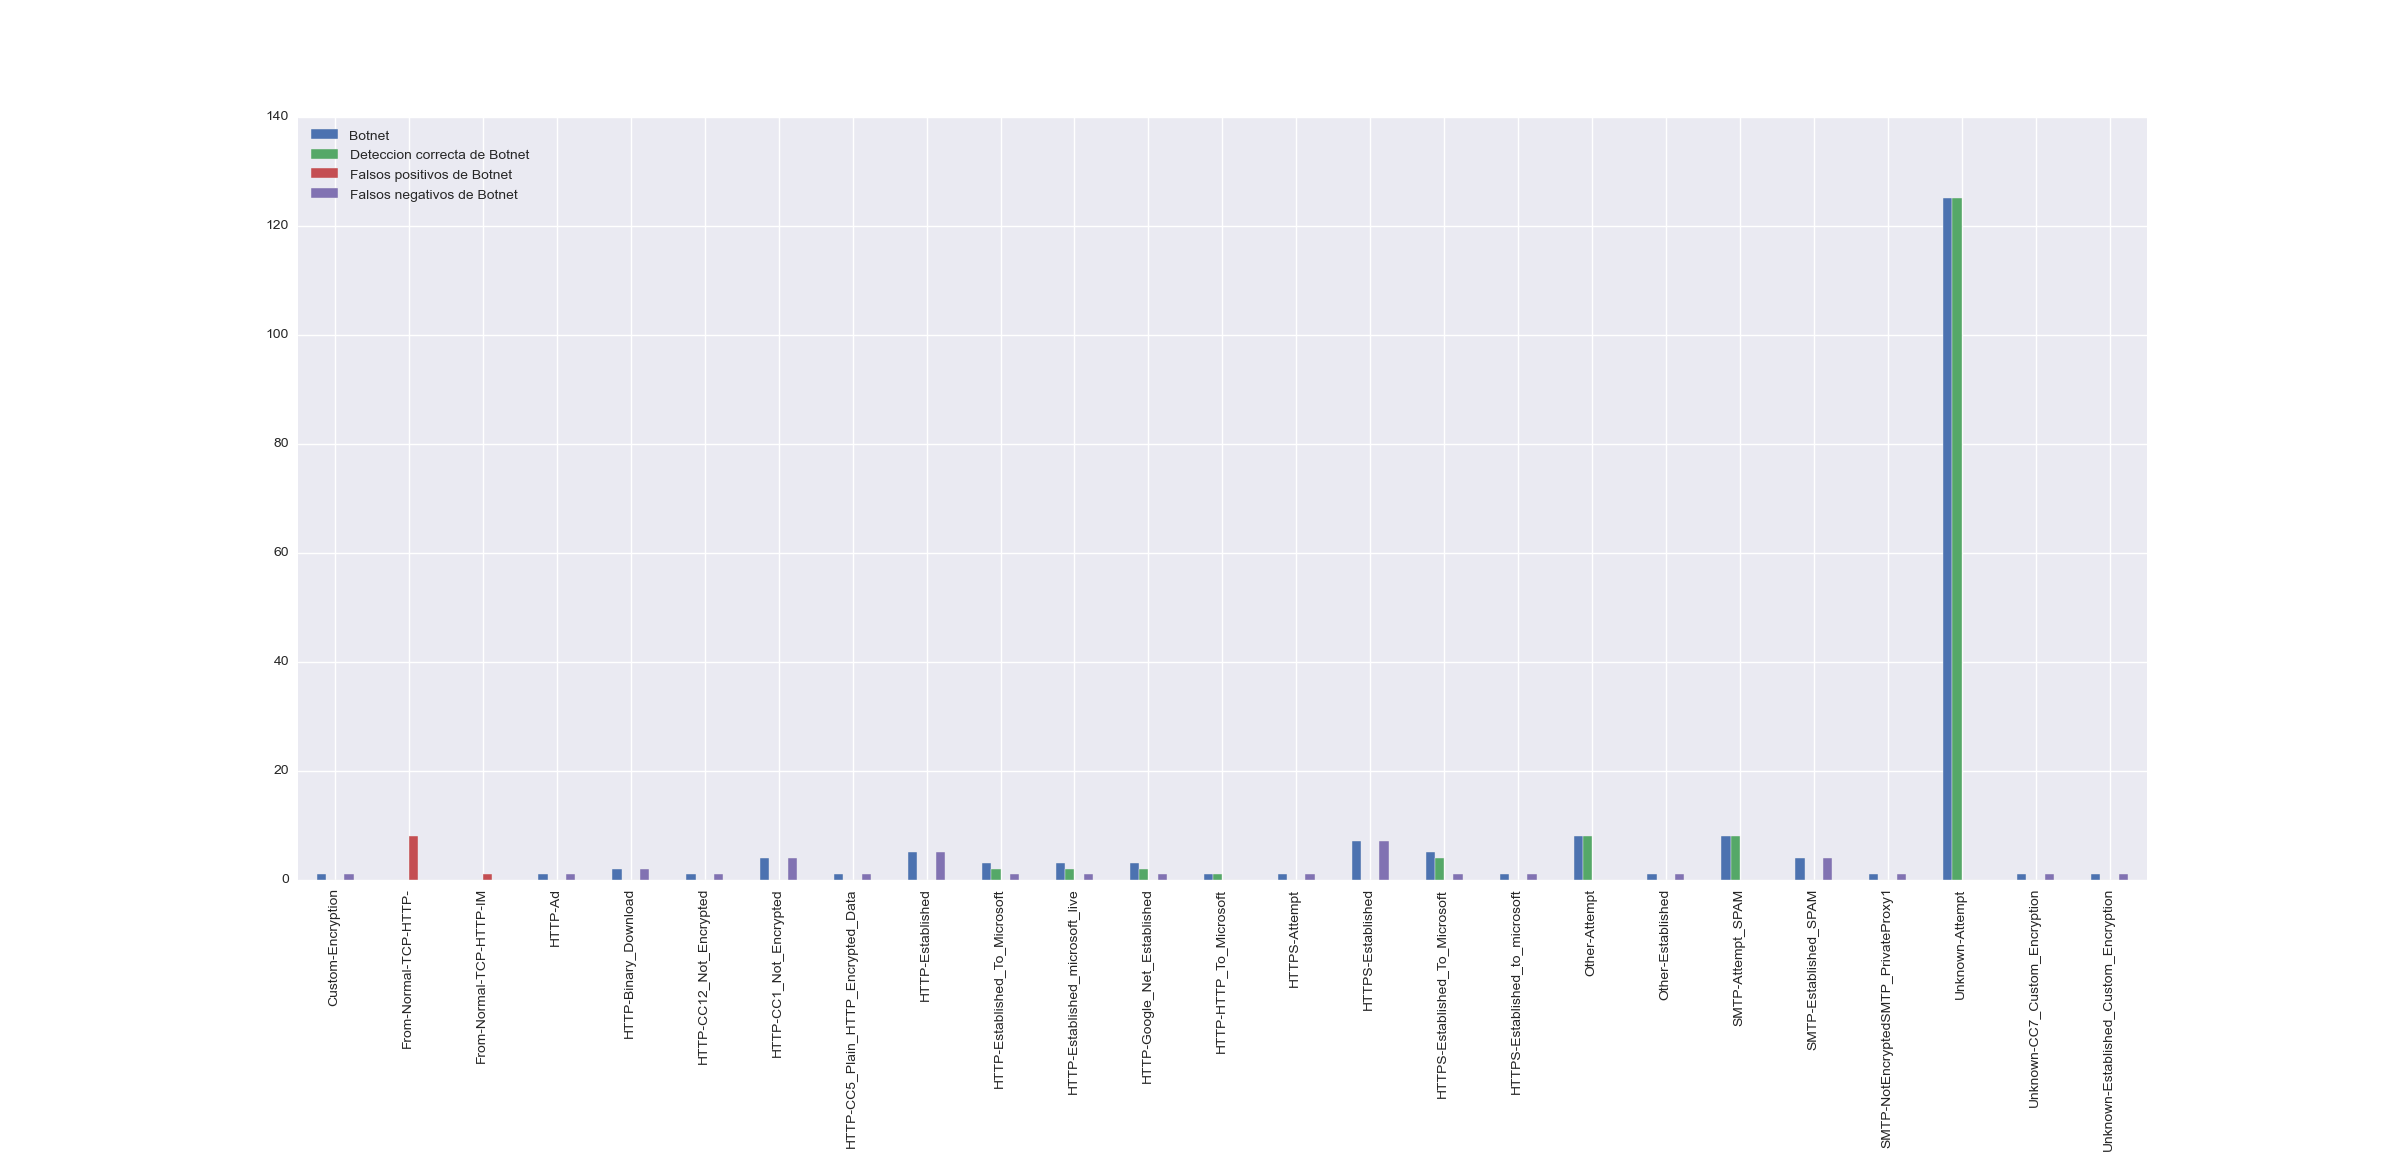 140
120
100
80
60
40
20
0
Botnet
Deteccion correcta de Botnet
Falsos positivos de Botnet
Falsos negativos de Botnet
Custom-Encryption
From-Normal-TCP-HTTP-
From-Normal-TCP-HTTP-IM
HTTP-Ad
HTTP-Binary_Download
HTTP-CC12_Not_Encrypted
HTTP-CC1_Not_Encrypted
HTTP-CC5_Plain_HTTP_Encrypted_Data
HTTP-Established
HTTP-Established_To_Microsoft
HTTP-Established_microsoft_live
HTTP-Google_Net_Established
HTTP-HTTP_To_Microsoft
HTTPS-Attempt
HTTPS-Established
HTTPS-Established_To_Microsoft
HTTPS-Established_to_microsoft
Other-Attempt
Other-Established
SMTP-Attempt_SPAM
SMTP-Established_SPAM
SMTP-NotEncryptedSMTP_PrivateProxy1
Unknown-Attempt
Unknown-CC7_Custom_Encryption
Unknown-Established_Custom_Encryption